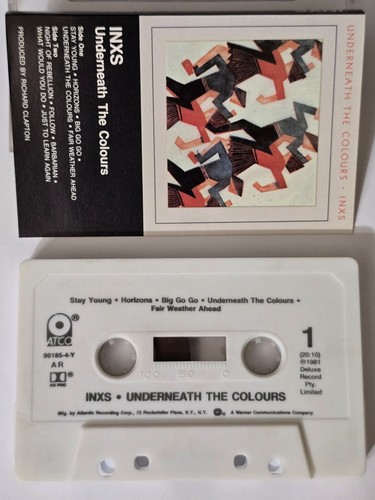 INXS
Underneath The Colours
Side One
STAY YOUNG • HORIZONS • BIG GO GO •
UNDERNEATH THE COLOURS • FAIR WEATHER AHEAD
Side Two
NIGHT OF REBELLION • FOLLOW • BARBARIAN •
WHAT WOULD YOU DO • JUST TO LEARN AGAIN
PRODUCED BY RICHARD CLAPTON
UNDERNEATH THE COLOURS • INXS
Stay Young • Horizons • Big Go Go • Underneath The Colours •
Fair Weather Ahead
ATCO ®
90185-4-Y
AR
DX PRO
1
(20:10)
℗1981
Deluxe
Record
Pty.
Limited
50
0
INXS • UNDERNEATH THE COLOURS
Mfg. by Atlantic Recording Corp., 75 Rockefeller Plaza, N.Y., N.Y.
A Warner Communications Company